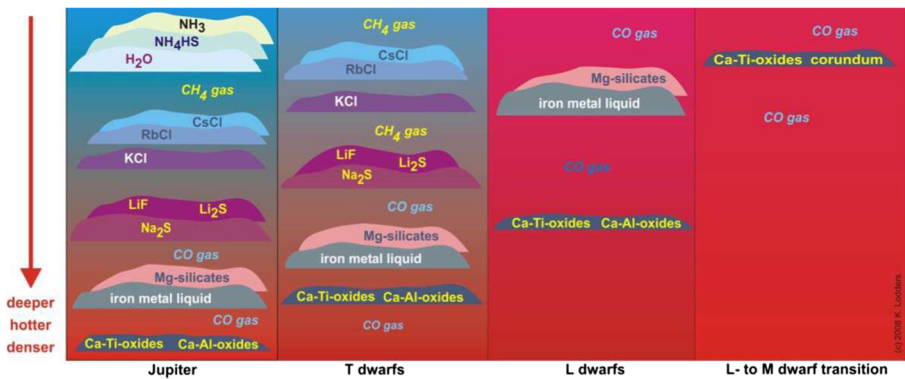 NH3
NH4HS
H2O
CH4 gas
CsCl
RbCl
KCl
LiF
Li2S
Na2S
CO gas
Mg-silicates
iron metal liquid
CO gas
Ca-Ti-oxides Ca-Al-oxides
Jupiter
CH4 gas
CsCl
RbCl
KCl
CH4 gas
LiF
Li2S
Na2S
CO gas
Mg-silicates
iron metal liquid
Ca-Ti-oxides Ca-Al-oxides
CO gas
T dwarfs
CO gas
Mg-silicates
iron metal liquid
CO gas
Ca-Ti-oxides Ca-Al-oxides
L dwarfs
CO gas
Ca-Ti-oxides corundum
CO gas
L- to M dwarf transition
deeper
hotter
denser
(c) 2008 K. Lodders